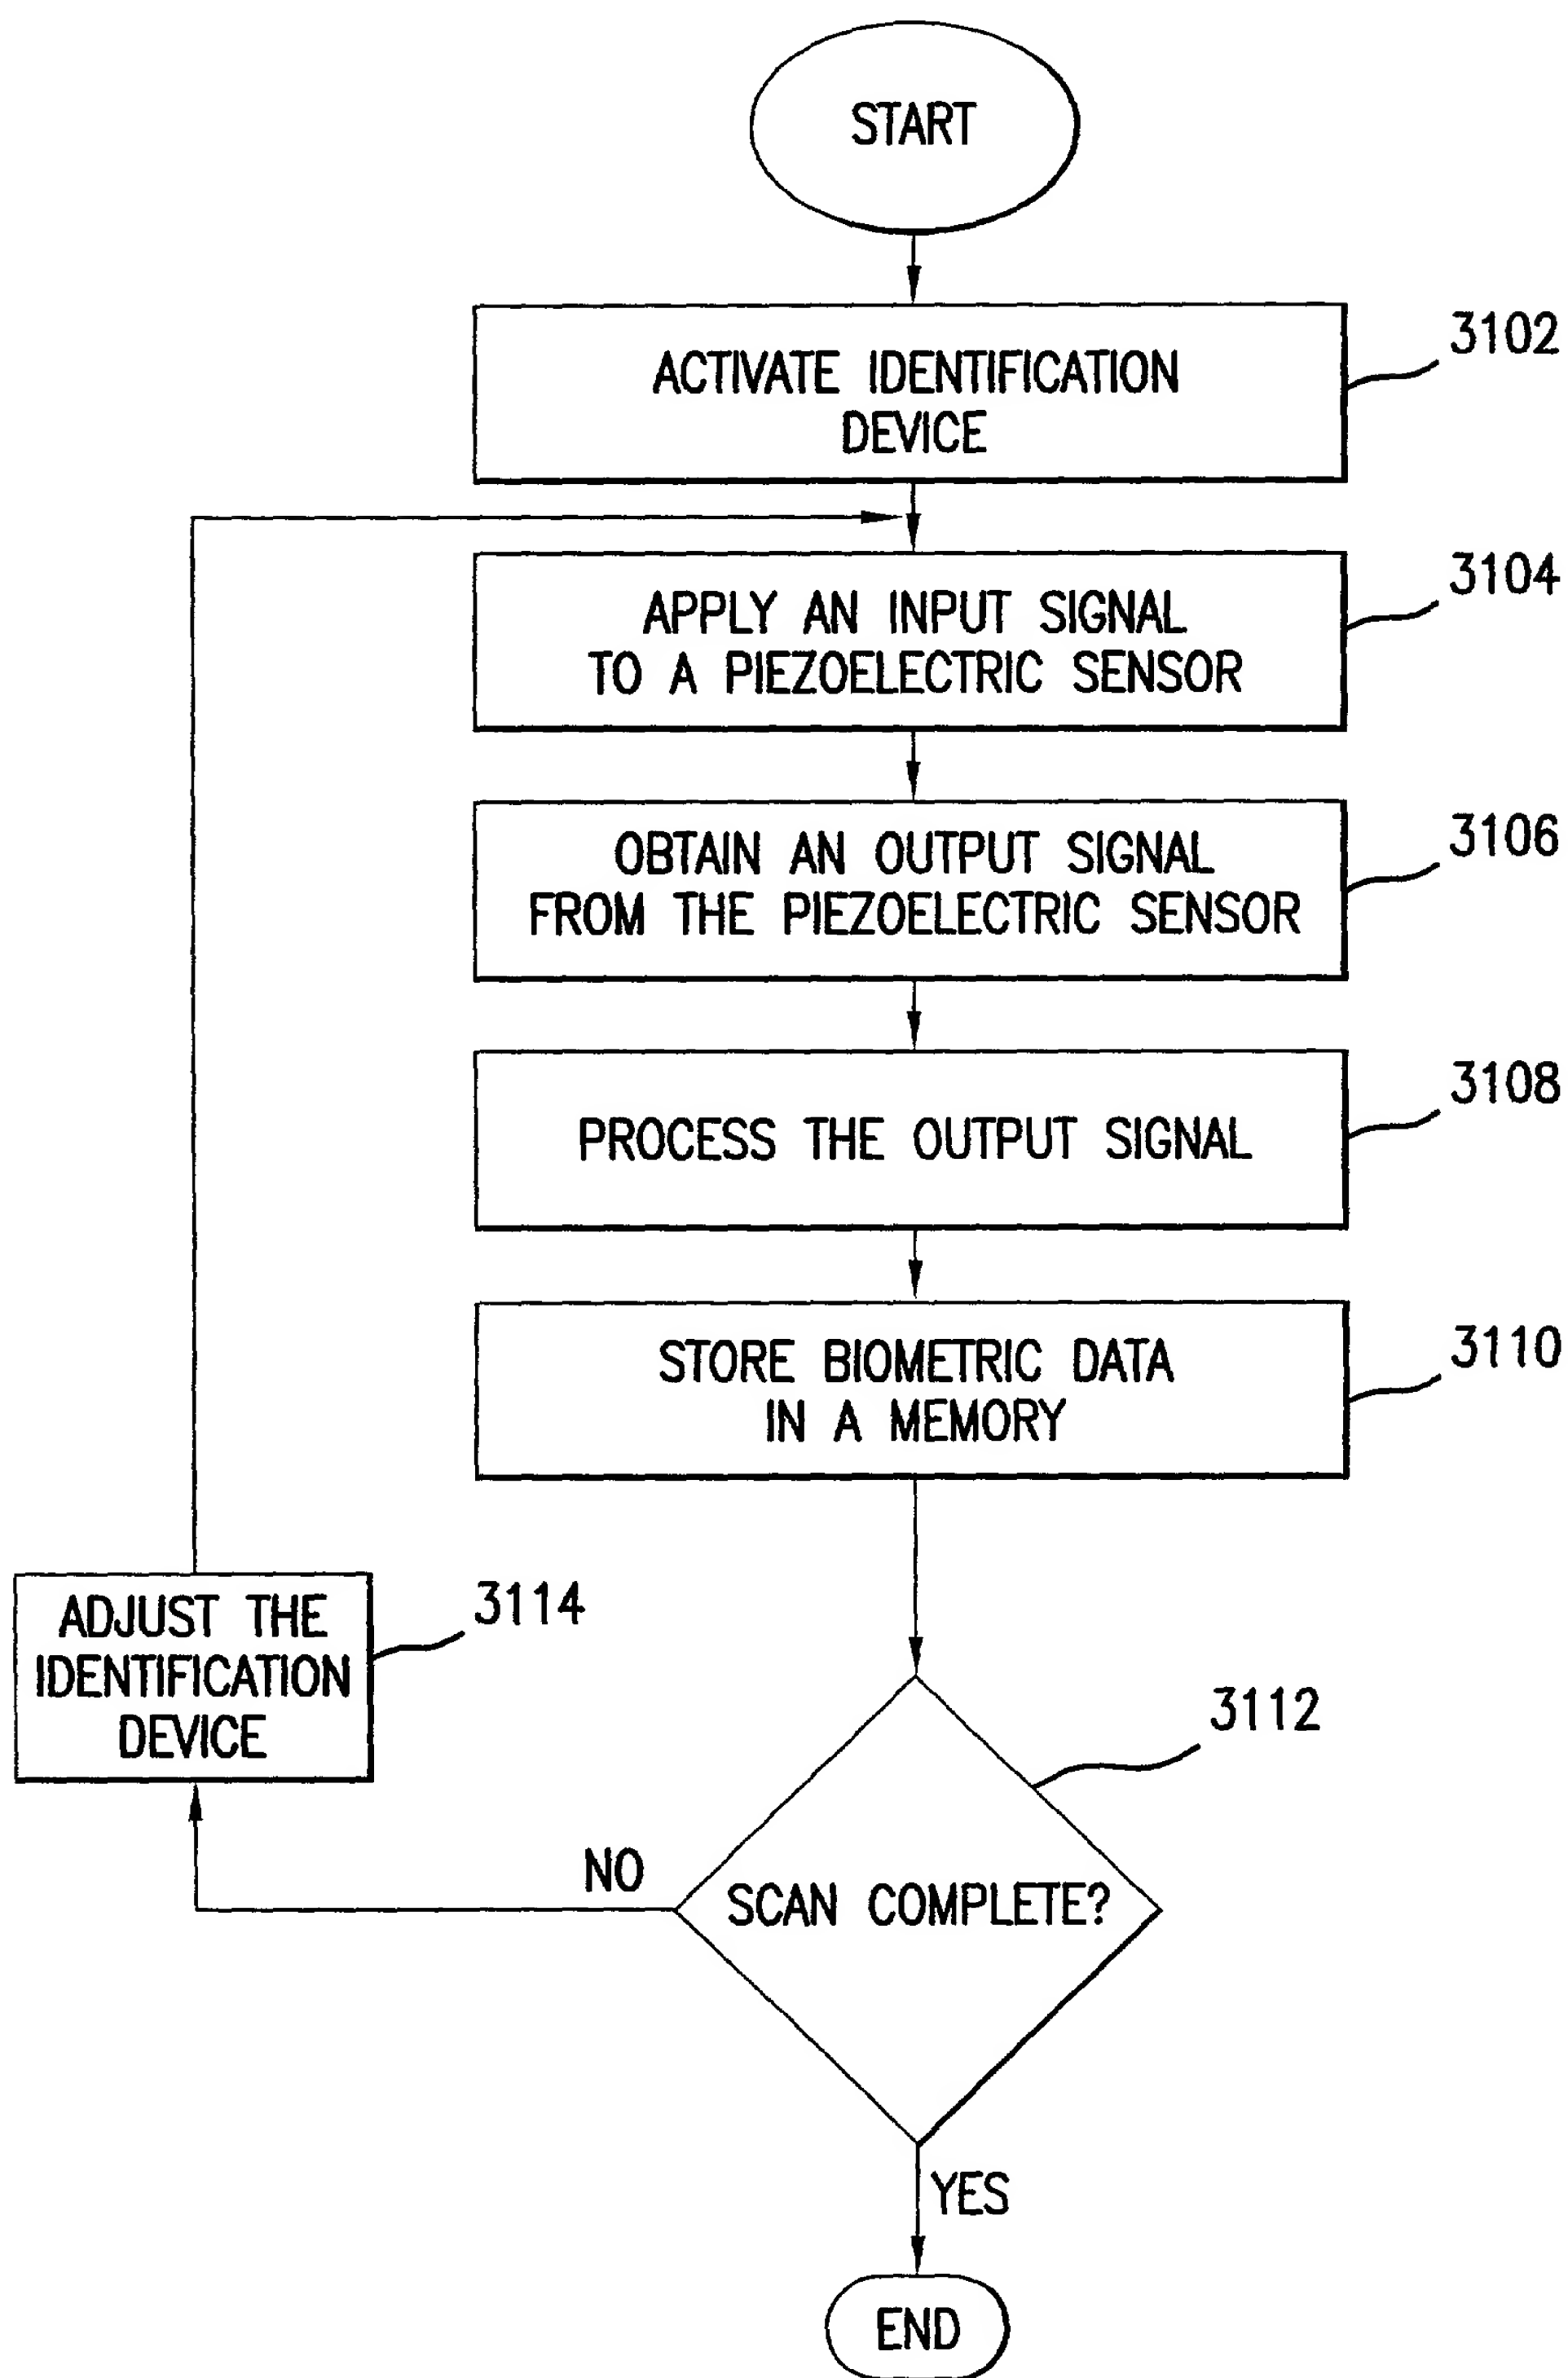 START
ACTIVATE IDENTIFICATION
DEVICE
3102
APPLY AN INPUT SIGNAL
TO A PIEZOELECTRIC SENSOR
3104
OBTAIN AN OUTPUT SIGNAL
FROM THE PIEZOELECTRIC SENSOR
3106
PROCESS THE OUTPUT SIGNAL
3108
STORE BIOMETRIC DATA
IN A MEMORY
3110
ADJUST THE
IDENTIFICATION
DEVICE
3114
3112
NO
SCAN COMPLETE?
YES
END